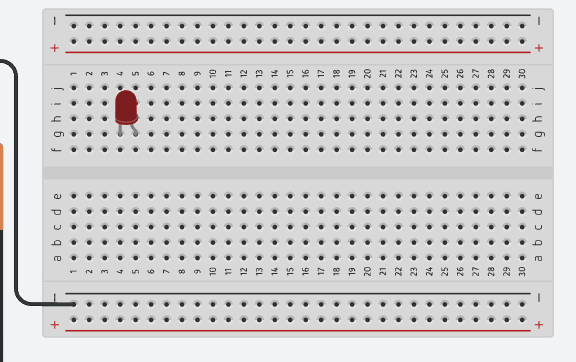 − −
+ +
1 2 3 4 5 6 7 8 9 10 11 12 13 14 15 16 17 18 19 20 21 22 23 24 25 26 27 28 29 30
j j
i i
h h
g g
f f
e e
d d
c c
b b
a a
1 2 3 4 5 6 7 8 9 10 11 12 13 14 15 16 17 18 19 20 21 22 23 24 25 26 27 28 29 30
− −
+ +